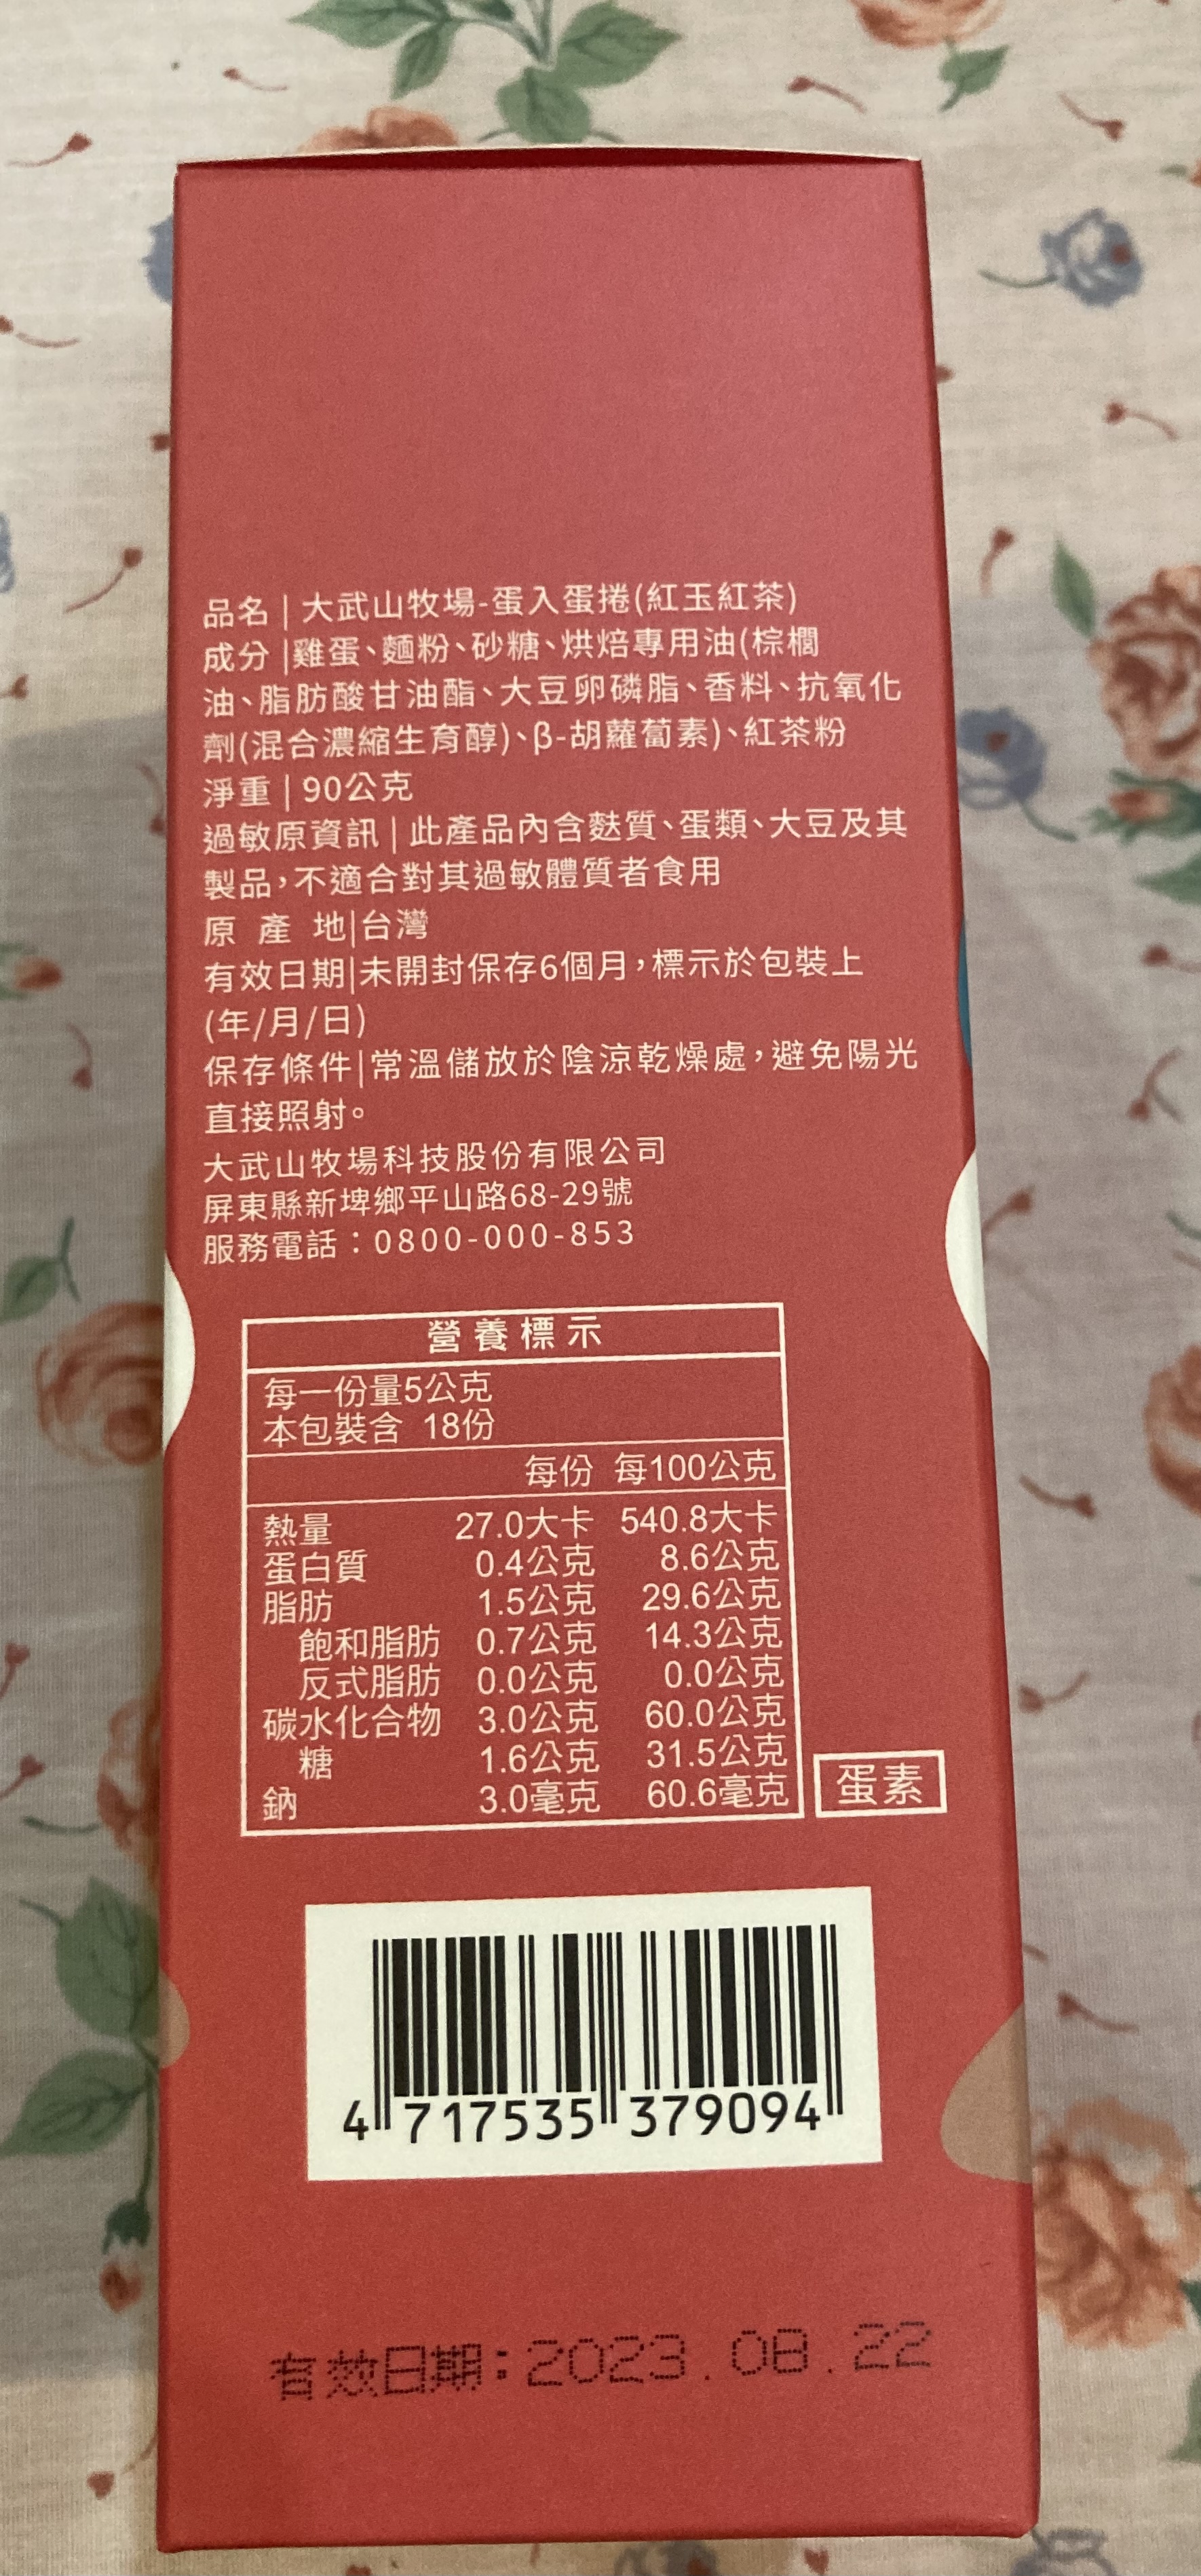 品名｜大武山牧場-蛋入蛋捲(紅玉紅茶)
成分｜雞蛋、麵粉、砂糖、烘焙專用油(棕櫚
油、脂肪酸甘油酯、大豆卵磷脂、香料、抗氧化
劑(混合濃縮生育醇)、β-胡蘿蔔素)、紅茶粉
淨重｜90公克
過敏原資訊｜此產品內含麩質、蛋類、大豆及其
製品,不適合對其過敏體質者食用
原 產 地|台灣
有效日期|未開封保存6個月,標示於包裝上
(年/月/日)
保存條件|常溫儲放於陰涼乾燥處,避免陽光
直接照射。
大武山牧場科技股份有限公司
屏東縣新埤鄉平山路68-29號
服務電話：0800-000-853
營養標示
每一份量5公克
本包裝含 18份
每份 每100公克
熱量 27.0大卡 540.8大卡
蛋白質 0.4公克 8.6公克
脂肪 1.5公克 29.6公克
飽和脂肪 0.7公克 14.3公克
反式脂肪 0.0公克 0.0公克
碳水化合物 3.0公克 60.0公克
糖 1.6公克 31.5公克
鈉 3.0毫克 60.6毫克
蛋素
4 717535 379094
有效日期:2023.08.22